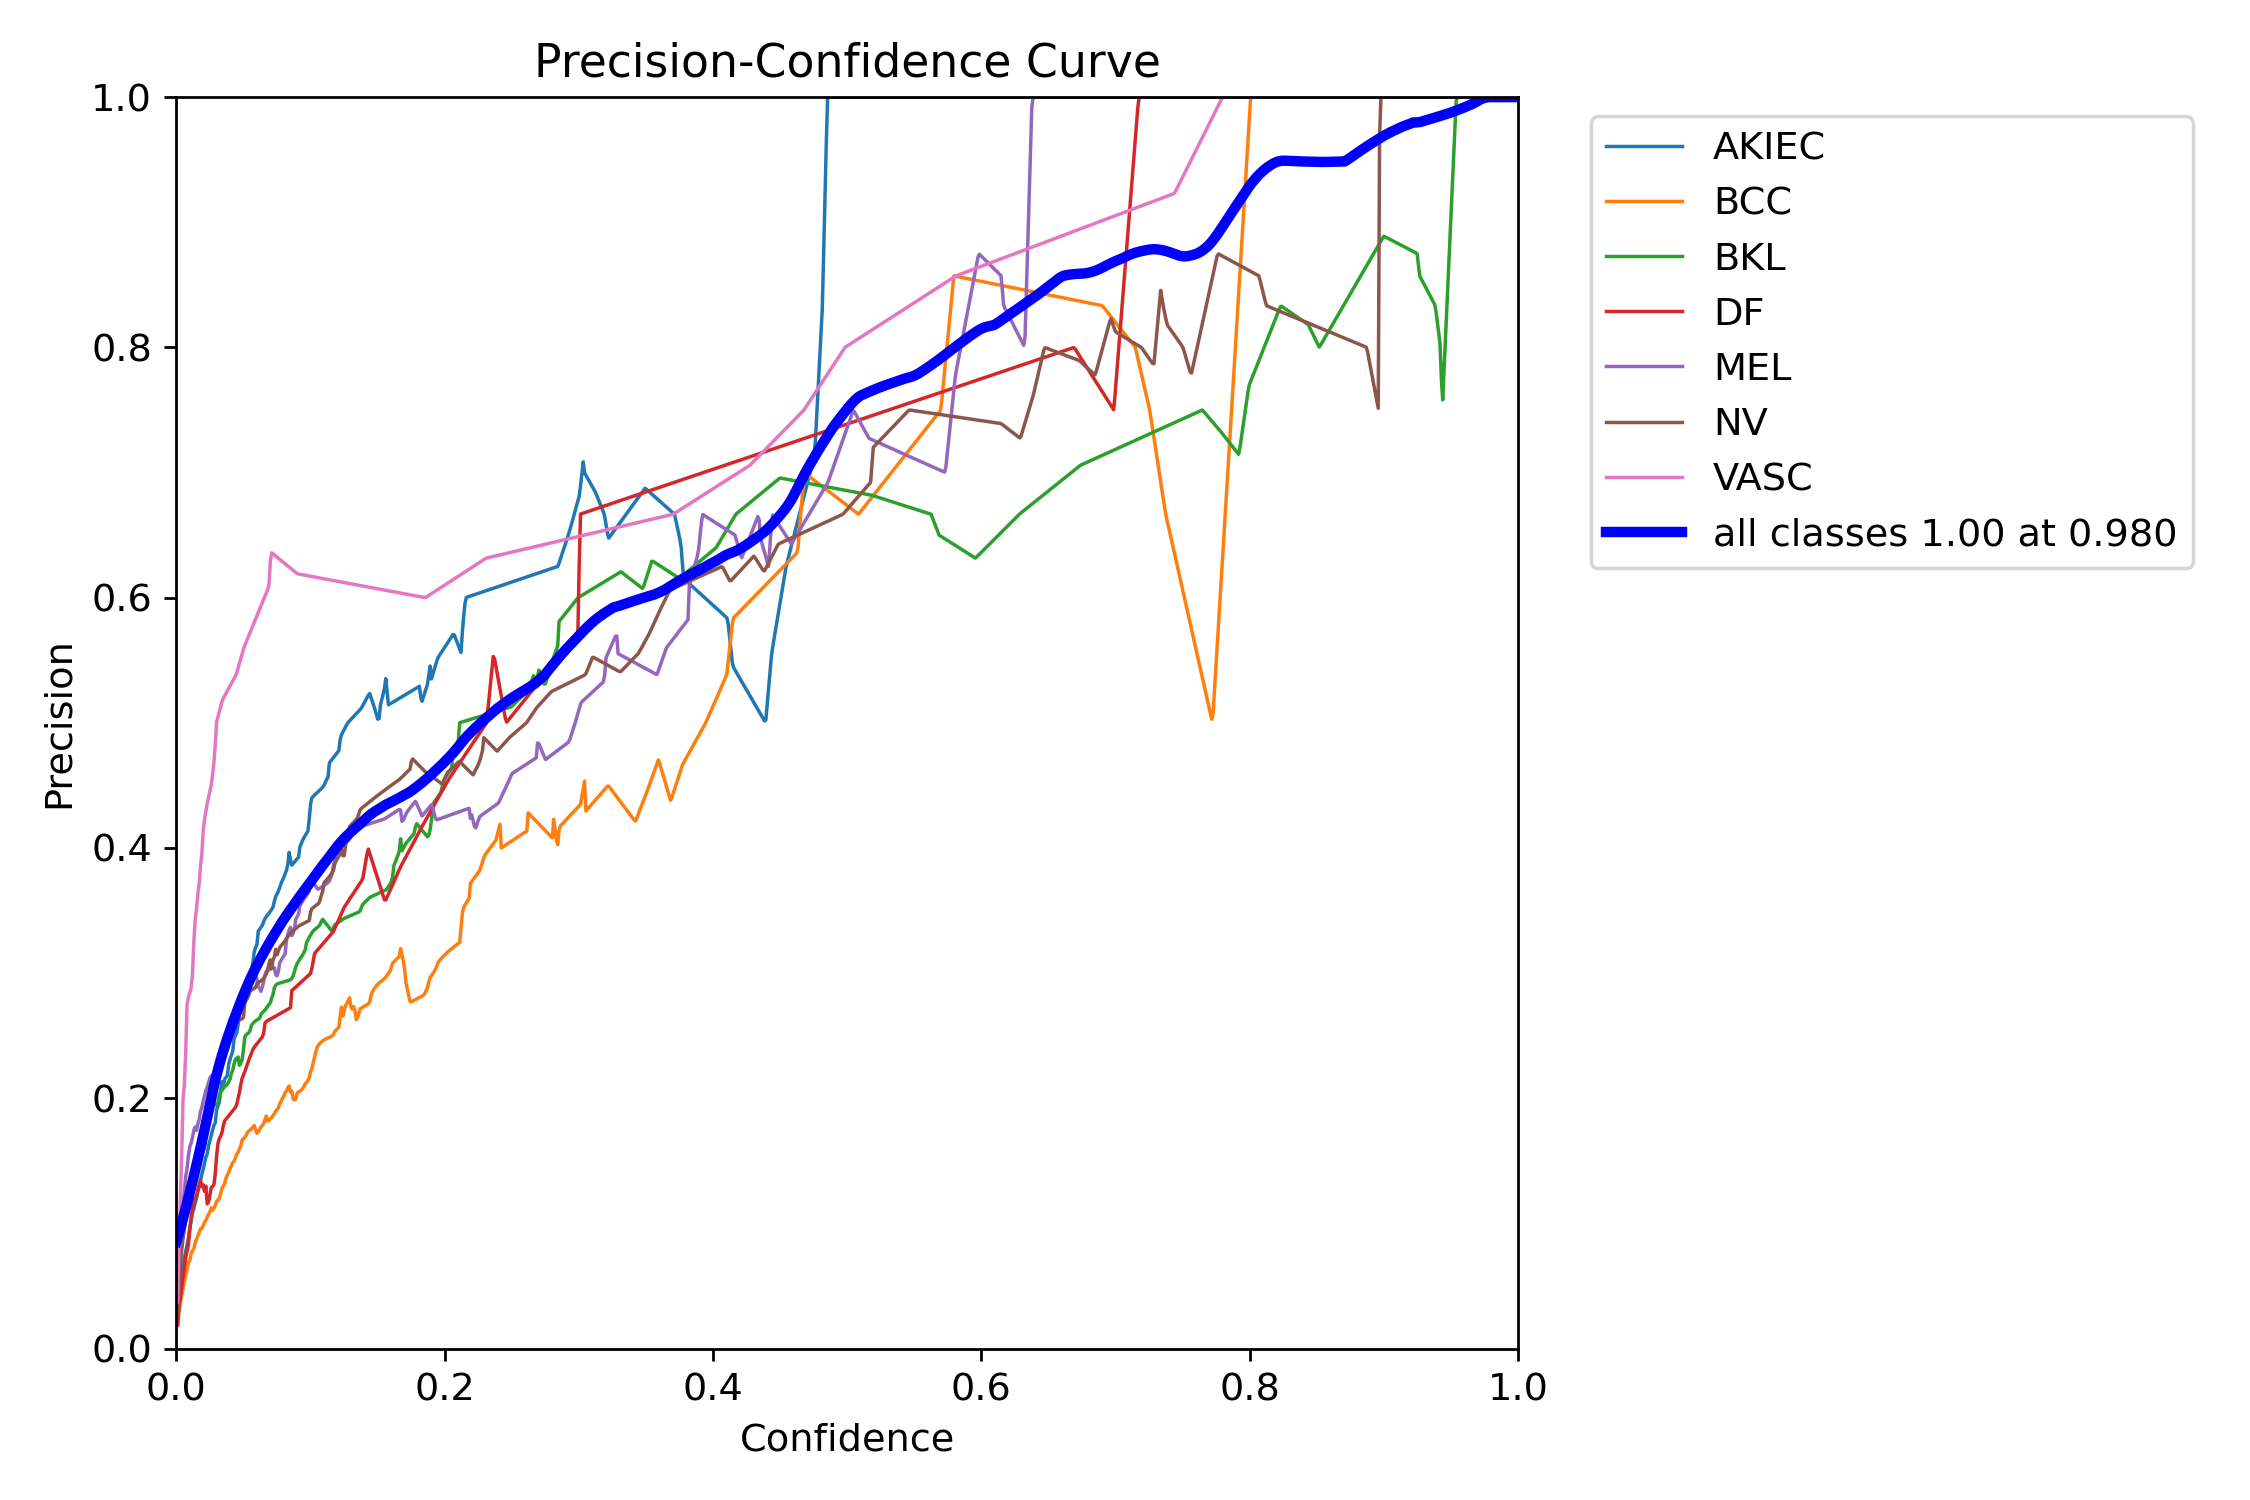 Precision-Confidence Curve
1.0
0.8
0.6
0.4
0.2
0.0
Precision
0.0 0.2 0.4 0.6 0.8 1.0
Confidence
AKIEC
BCC
BKL
DF
MEL
NV
VASC
all classes 1.00 at 0.980